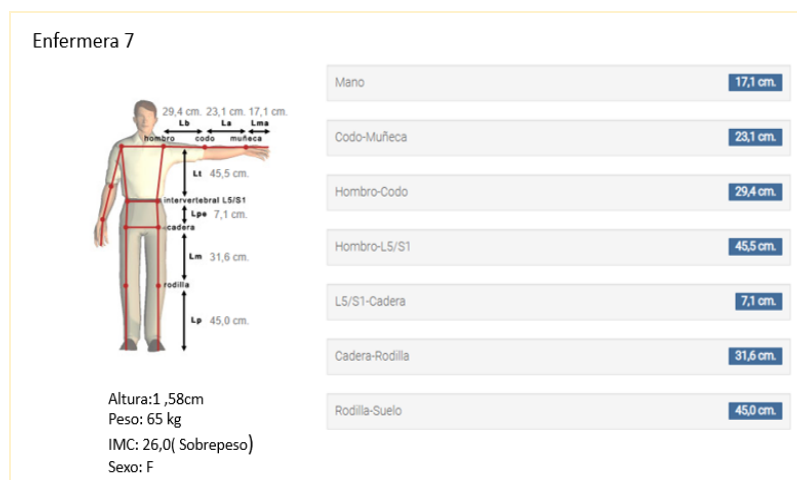 Enfermera 7
29,4 cm. 23,1 cm. 17,1 cm.
Lb La Lma
hombro codo muñeca
Lt 45,5 cm.
intervertebral L5/S1
Lpe 7,1 cm.
cadera
Lm 31,6 cm.
rodilla
Lp 45,0 cm.
Altura:1 ,58cm
Peso: 65 kg
IMC: 26,0( Sobrepeso)
Sexo: F
Mano 17,1 cm.
Codo-Muñeca 23,1 cm.
Hombro-Codo 29,4 cm.
Hombro-L5/S1 45,5 cm.
L5/S1-Cadera 7,1 cm.
Cadera-Rodilla 31,6 cm.
Rodilla-Suelo 45,0 cm.